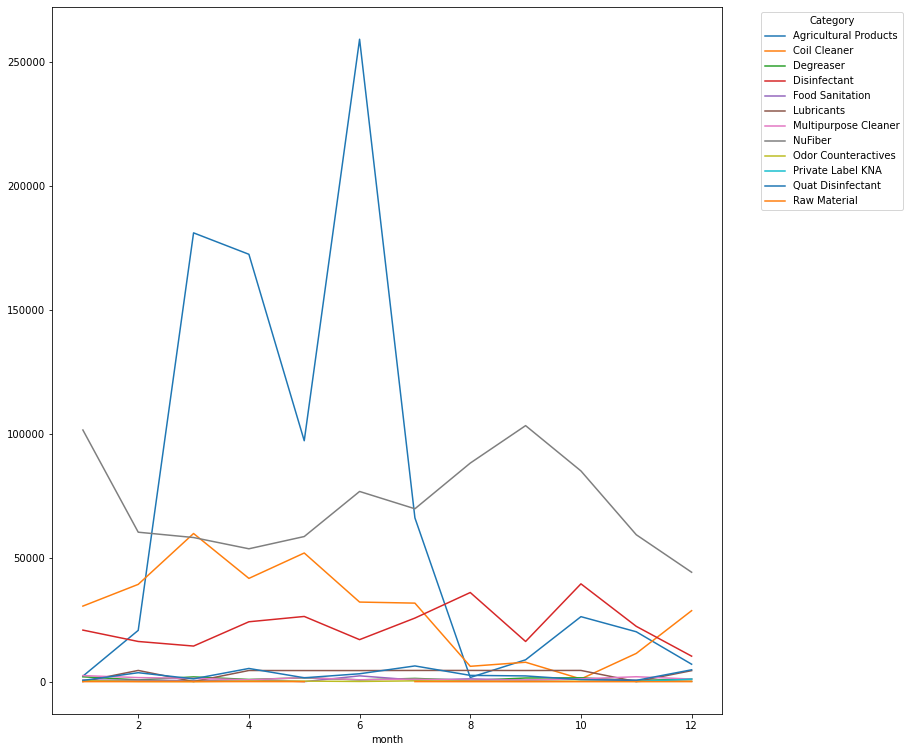 Category
Agricultural Products
Coil Cleaner
Degreaser
Disinfectant
Food Sanitation
Lubricants
Multipurpose Cleaner
NuFiber
Odor Counteractives
Private Label KNA
Quat Disinfectant
Raw Material
250000
200000
150000
100000
50000
0
2 4 6 8 10 12
month